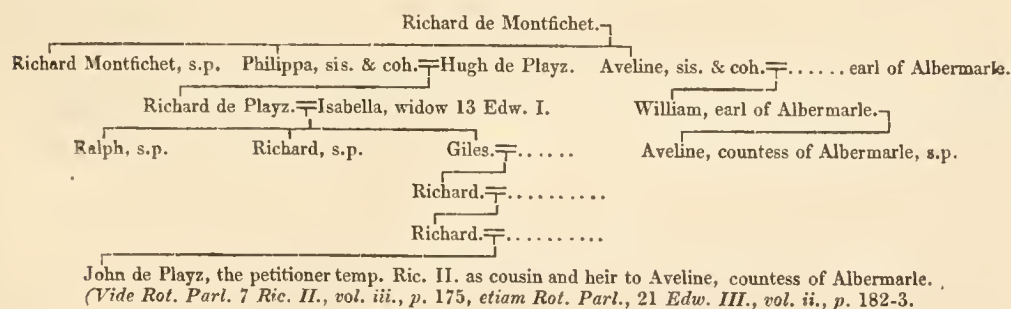 Richard de Montfichet.
Richard Montfichet, s.p. Philippa, sis. & coh.=Hugh de Playz. Aveline, sis. & coh.=...... earl of Albermarle.
Richard de Playz.=Isabella, widow 13 Edw. I. William, earl of Albermarle.
Ralph, s.p. Richard, s.p. Giles.=...... Aveline, countess of Albermarle, s.p.
Richard.=..........
Richard.=..........
John de Playz, the petitioner temp. Ric. II. as cousin and heir to Aveline, countess of Albermarle.
(Vide Rot. Parl. 7 Ric. II., vol. iii., p. 175, etiam Rot. Parl., 21 Edw. III., vol. ii., p. 182-3.